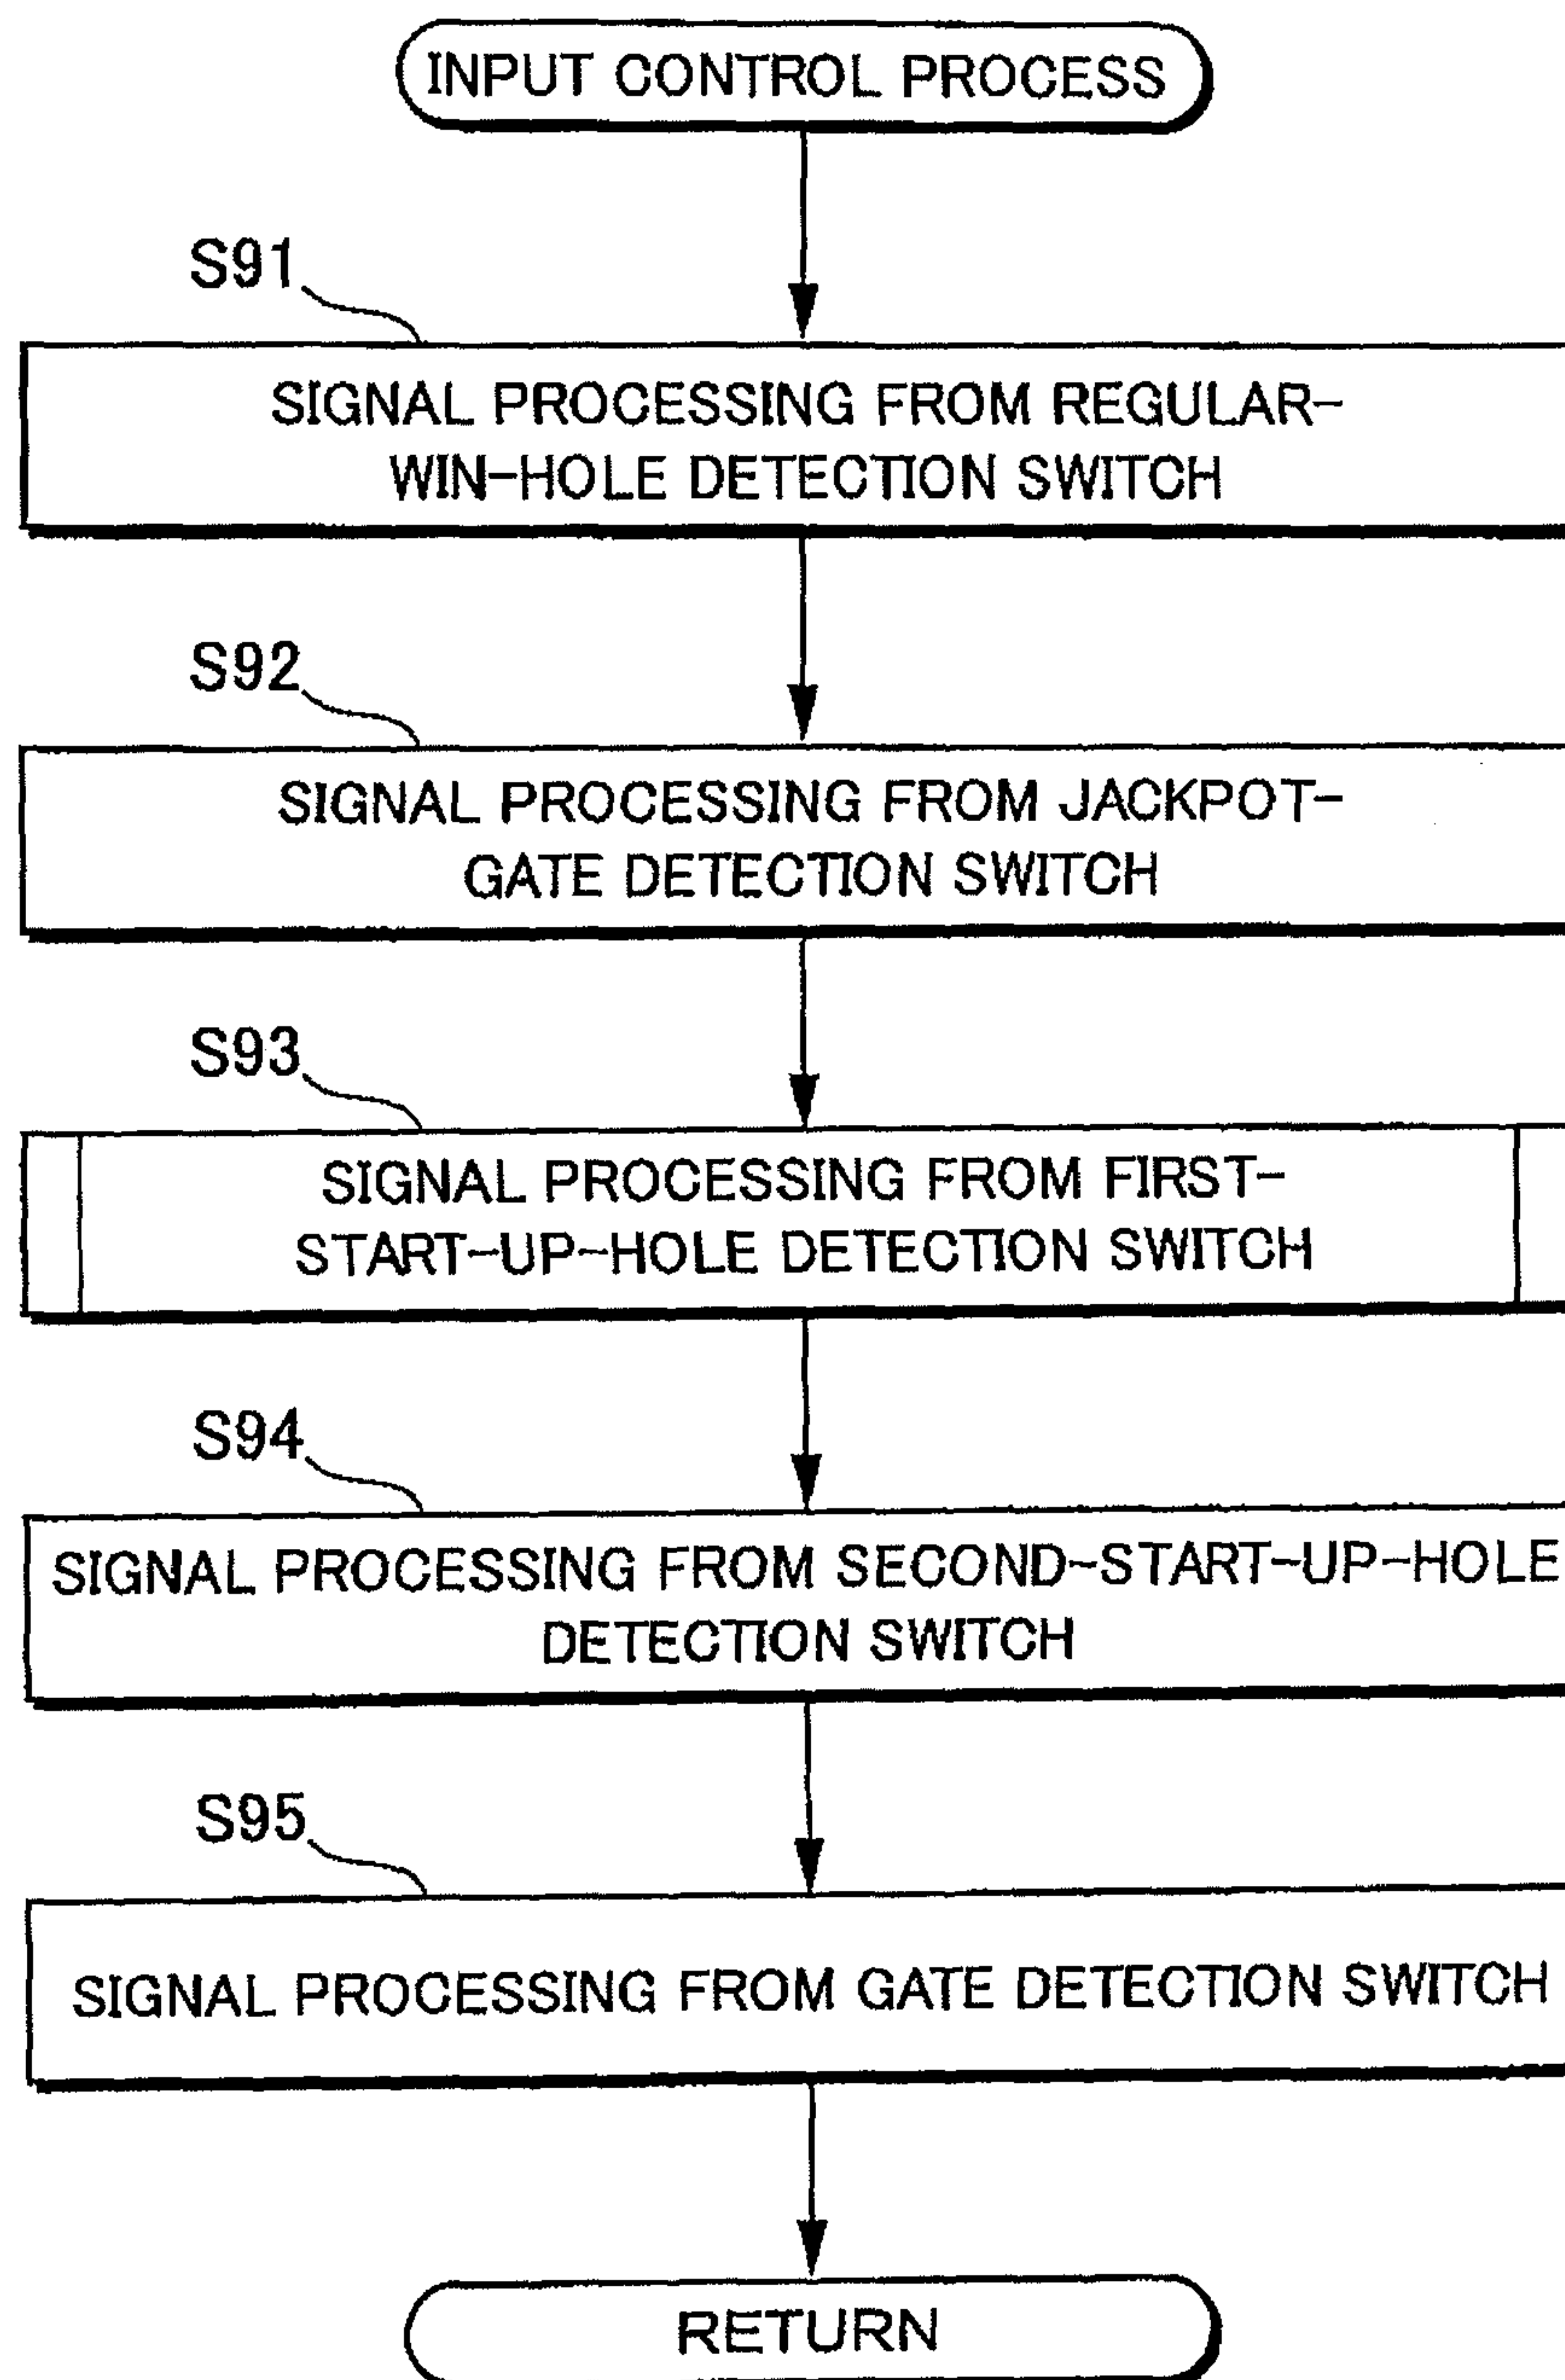 INPUT CONTROL PROCESS
S91
SIGNAL PROCESSING FROM REGULAR-
WIN-HOLE DETECTION SWITCH
S92
SIGNAL PROCESSING FROM JACKPOT-
GATE DETECTION SWITCH
S93
SIGNAL PROCESSING FROM FIRST-
START-UP-HOLE DETECTION SWITCH
S94
SIGNAL PROCESSING FROM SECOND-START-UP-HOLE
DETECTION SWITCH
S95
SIGNAL PROCESSING FROM GATE DETECTION SWITCH
RETURN